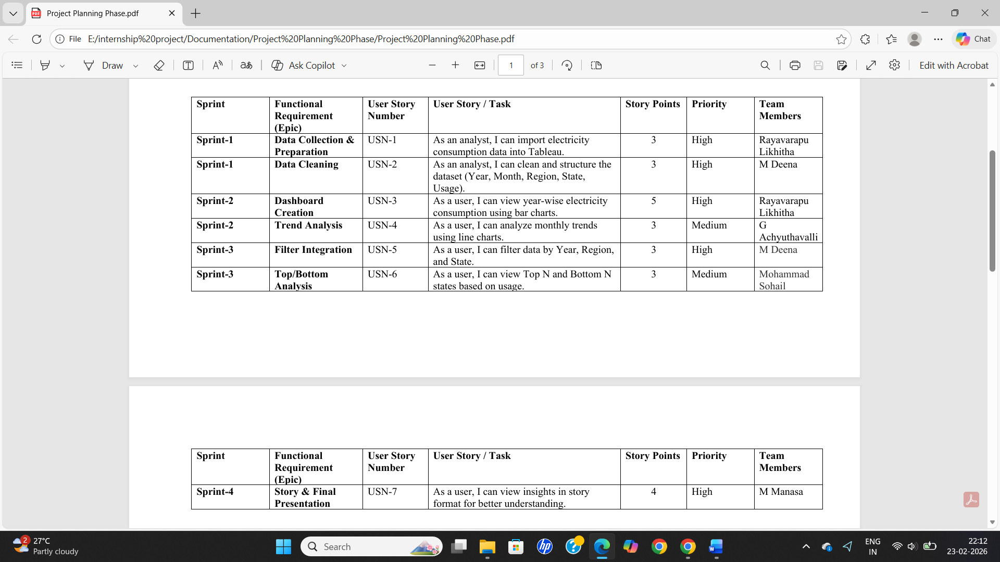 Project Planning Phase.pdf
File E:/internship%20project/Documentation/Project%20Planning%20Phase/Project%20Planning%20Phase.pdf
Chat
Draw
Ask Copilot
1 of 3
Edit with Acrobat
Sprint
Functional
Requirement
(Epic)
User Story
Number
User Story / Task
Story Points
Priority
Team
Members
Sprint-1
Data Collection &
Preparation
USN-1
As an analyst, I can import electricity
consumption data into Tableau.
3
High
Rayavarapu
Likhitha
Sprint-1
Data Cleaning
USN-2
As an analyst, I can clean and structure the
dataset (Year, Month, Region, State,
Usage).
3
High
M Deena
Sprint-2
Dashboard
Creation
USN-3
As a user, I can view year-wise electricity
consumption using bar charts.
5
High
Rayavarapu
Likhitha
Sprint-2
Trend Analysis
USN-4
As a user, I can analyze monthly trends
using line charts.
3
Medium
G
Achyuthavalli
Sprint-3
Filter Integration
USN-5
As a user, I can filter data by Year, Region,
and State.
3
High
M Deena
Sprint-3
Top/Bottom
Analysis
USN-6
As a user, I can view Top N and Bottom N
states based on usage.
3
Medium
Mohammad
Sohail
Sprint
Functional
Requirement
(Epic)
User Story
Number
User Story / Task
Story Points
Priority
Team
Members
Sprint-4
Story & Final
Presentation
USN-7
As a user, I can view insights in story
format for better understanding.
4
High
M Manasa
2
27°C
Partly cloudy
Search
hp
ENG
IN
22:12
23-02-2026